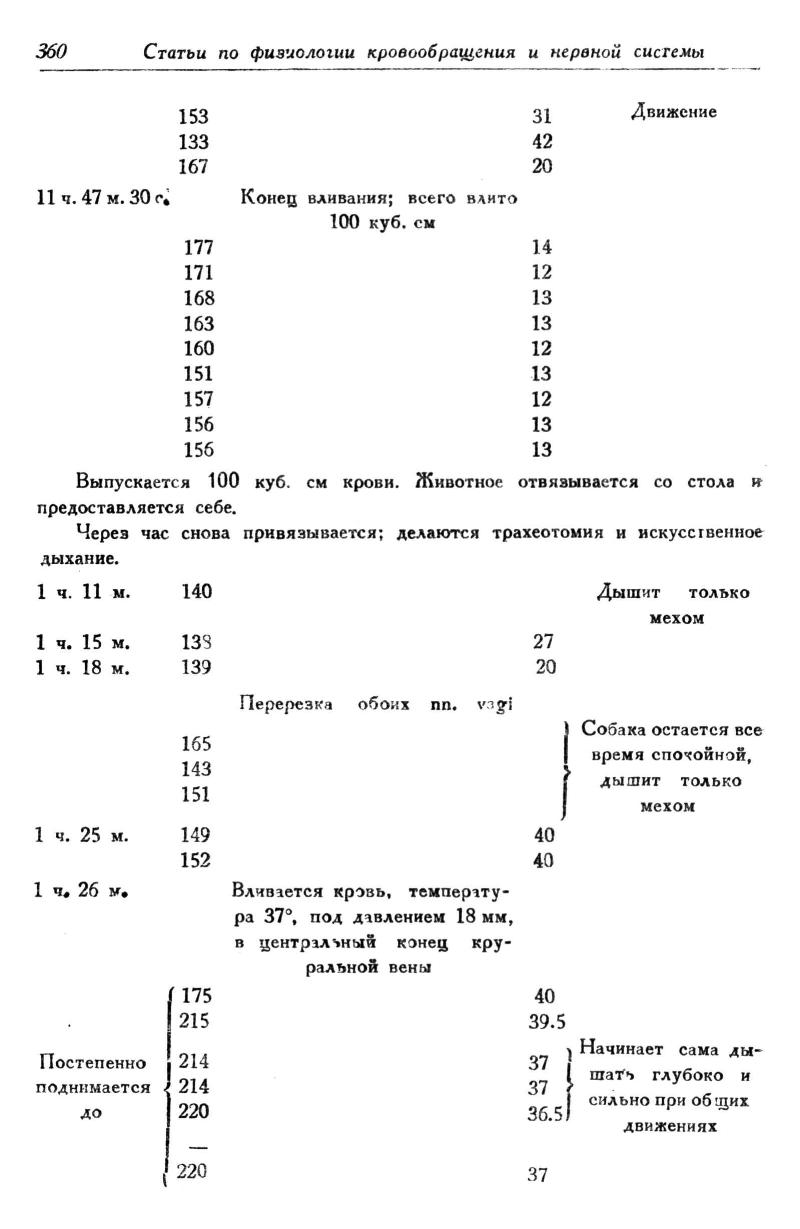 360 Статьи по физиологии кровообращения и нервной системы
153 31 Движение
133 42
167 20
11 ч. 47 м. 30 с. Конец вливания; всего влито
100 куб. см
177 14
171 12
168 13
163 13
160 12
151 13
157 12
156 13
156 13
Выпускается 100 куб. см крови. Животное отвязывается со стола и
предоставляется себе.
Через час снова привязывается; делаются трахеотомия и искусственное
дыхание.
1 ч. 11 м. 140 Дышит только
мехом
1 ч. 15 м. 138 27
1 ч. 18 м. 139 20
Перерезка обоих nn. vagi
165
143
151
Собака остается все
время спокойной,
дышит только
мехом
1 ч. 25 м. 149 40
152 40
1 ч. 26 м. Вливается кровь, температу-
ра 37°, под давлением 18 мм,
в центральный конец кру-
ральной вены
Постепенно
поднимается
до
175 40
215 39.5
214 37
214 37
220 36.5
—
220 37
Начинает сама ды-
шать глубоко и
сильно при общих
движениях